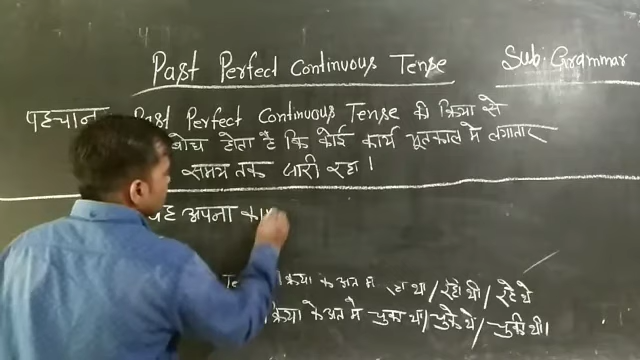 Past Perfect Continuous Tense
Sub: Grammar
पहचान Past Perfect Continuous Tense की क्रिया से
बोध होता है कि कोई कार्य भूतकाल मे लगातार
समय तक जारी रहा।
अपना
क्रिया के अंत मे रहा था / रही थी / रहे थे
क्रिया के अंत मे चुका था / चुके थे / चुकी थी।